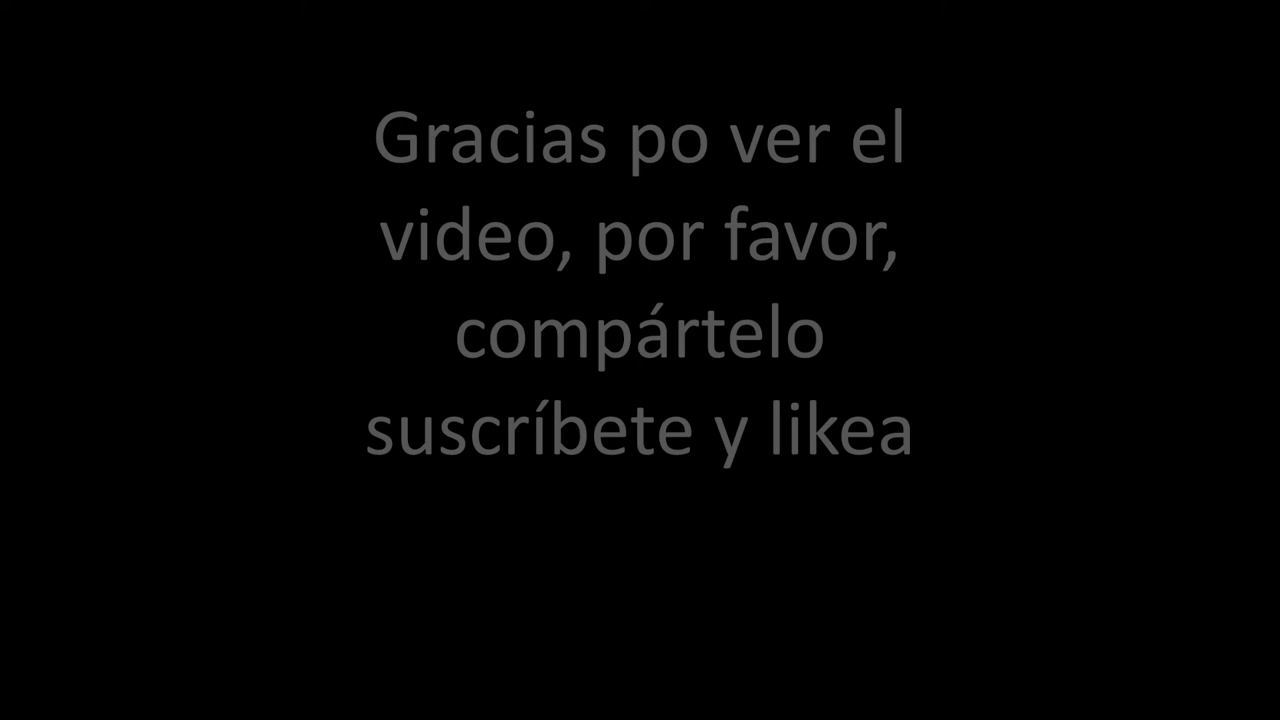 Gracias po ver el
video, por favor,
compártelo
suscríbete y likea